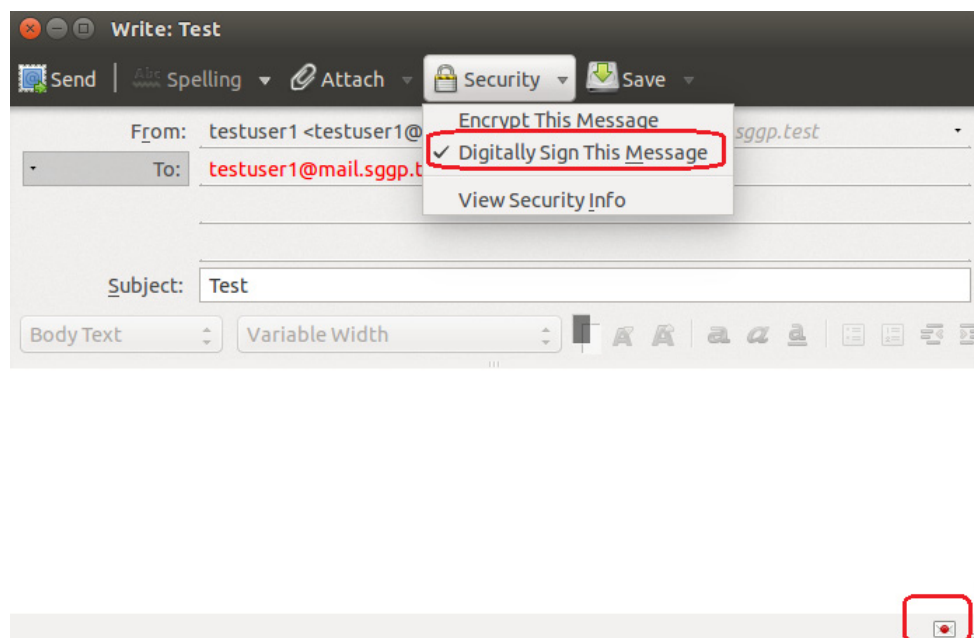 Write: Test
Send Abc Spelling Attach Security Save
Encrypt This Message
From: testuser1 <testuser1@ sggp.test
✓ Digitally Sign This Message
To: testuser1@mail.sggp.t
View Security Info
Subject: Test
Body Text Variable Width A A a a a